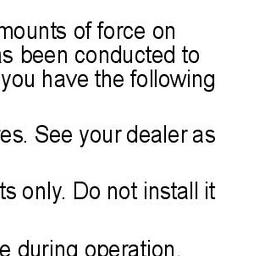 mounts of force on
s been conducted to
you have the following
es. See your dealer as
ts only. Do not install it
e during operation.